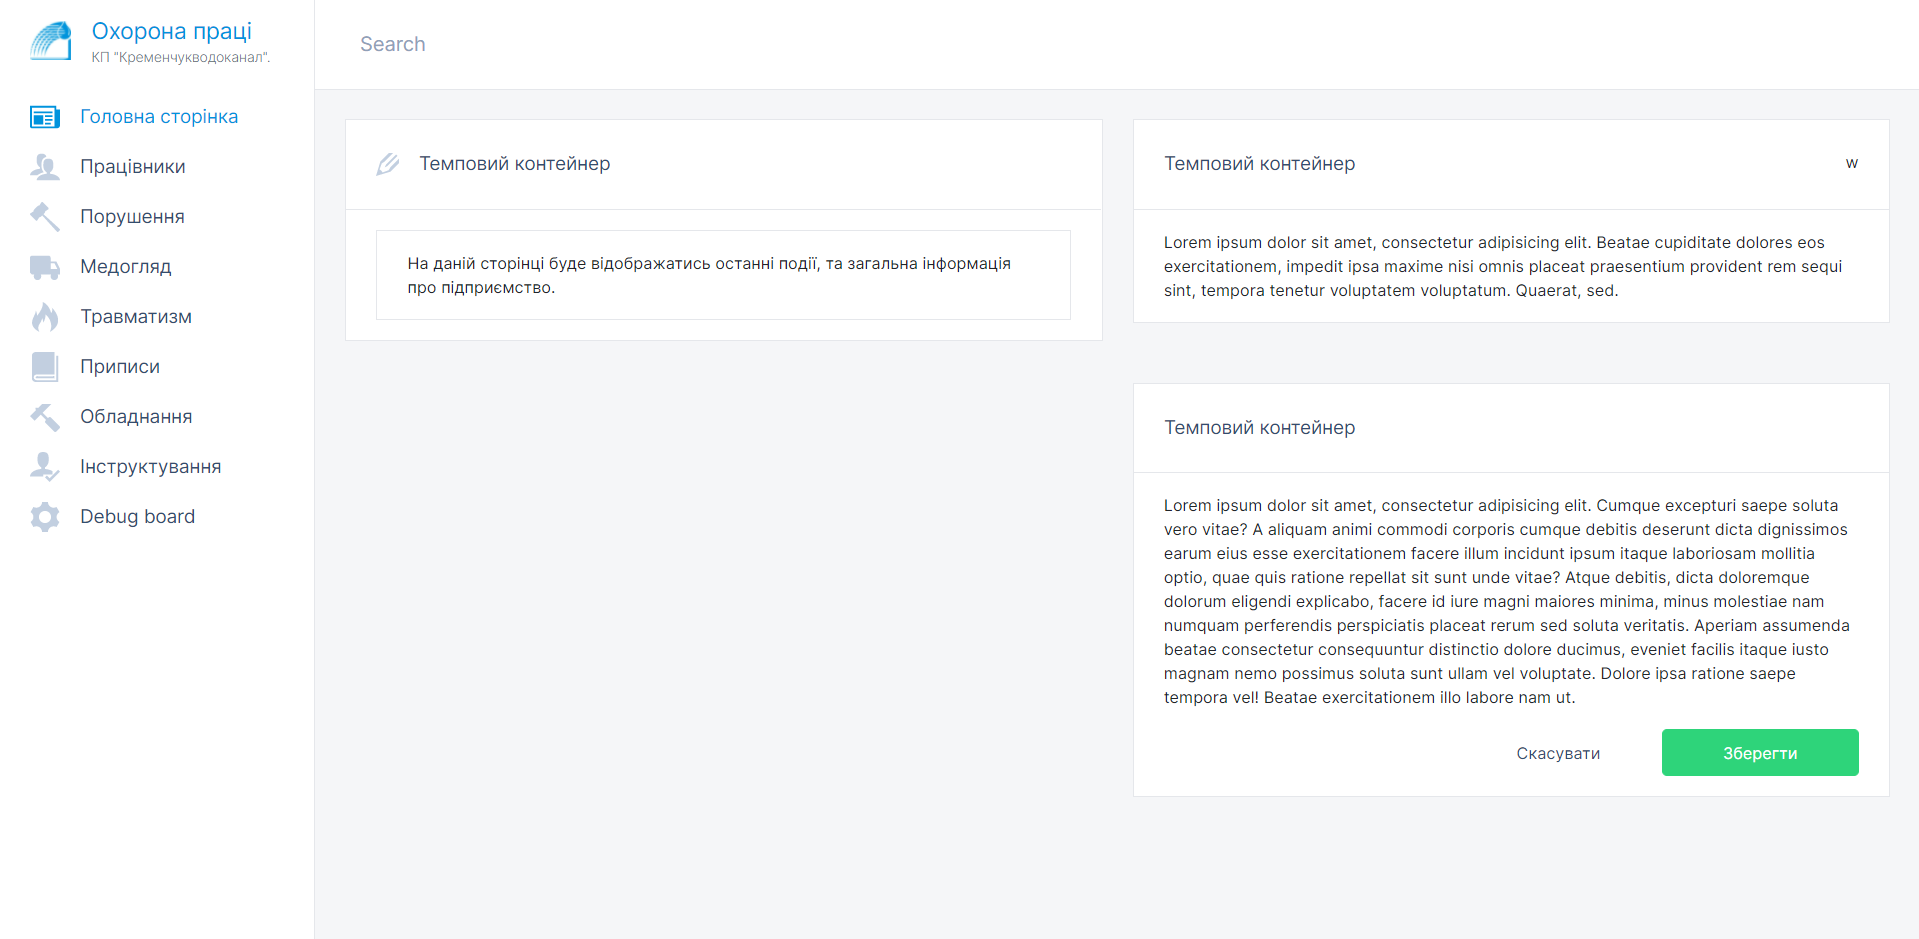 Охорона праці
КП "Кременчукводоканал".
Головна сторінка
Працівники
Порушення
Медогляд
Травматизм
Приписи
Обладнання
Інструктування
Debug board
Search
Темповий контейнер
На даній сторінці буде відображатись останні події, та загальна інформація
про підприємство.
Темповий контейнер
w
Lorem ipsum dolor sit amet, consectetur adipisicing elit. Beatae cupiditate dolores eos
exercitationem, impedit ipsa maxime nisi omnis placeat praesentium provident rem sequi
sint, tempora tenetur voluptatem voluptatum. Quaerat, sed.
Темповий контейнер
Lorem ipsum dolor sit amet, consectetur adipisicing elit. Cumque excepturi saepe soluta
vero vitae? A aliquam animi commodi corporis cumque debitis deserunt dicta dignissimos
earum eius esse exercitationem facere illum incidunt ipsum itaque laboriosam mollitia
optio, quae quis ratione repellat sit sunt unde vitae? Atque debitis, dicta doloremque
dolorum eligendi explicabo, facere id iure magni maiores minima, minus molestiae nam
numquam perferendis perspiciatis placeat rerum sed soluta veritatis. Aperiam assumenda
beatae consectetur consequuntur distinctio dolore ducimus, eveniet facilis itaque iusto
magnam nemo possimus soluta sunt ullam vel voluptate. Dolore ipsa ratione saepe
tempora vel! Beatae exercitationem illo labore nam ut.
Скасувати
Зберегти